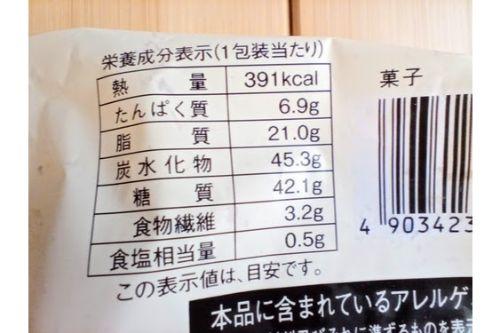 栄養成分表示(1包装当たり)
熱量 391kcal
たんぱく質 6.9g
脂質 21.0g
炭水化物 45.3g
糖質 42.1g
食物繊維 3.2g
食塩相当量 0.5g
この表示値は、目安です。
菓子
4 903423
本品に含まれているアレルゲ